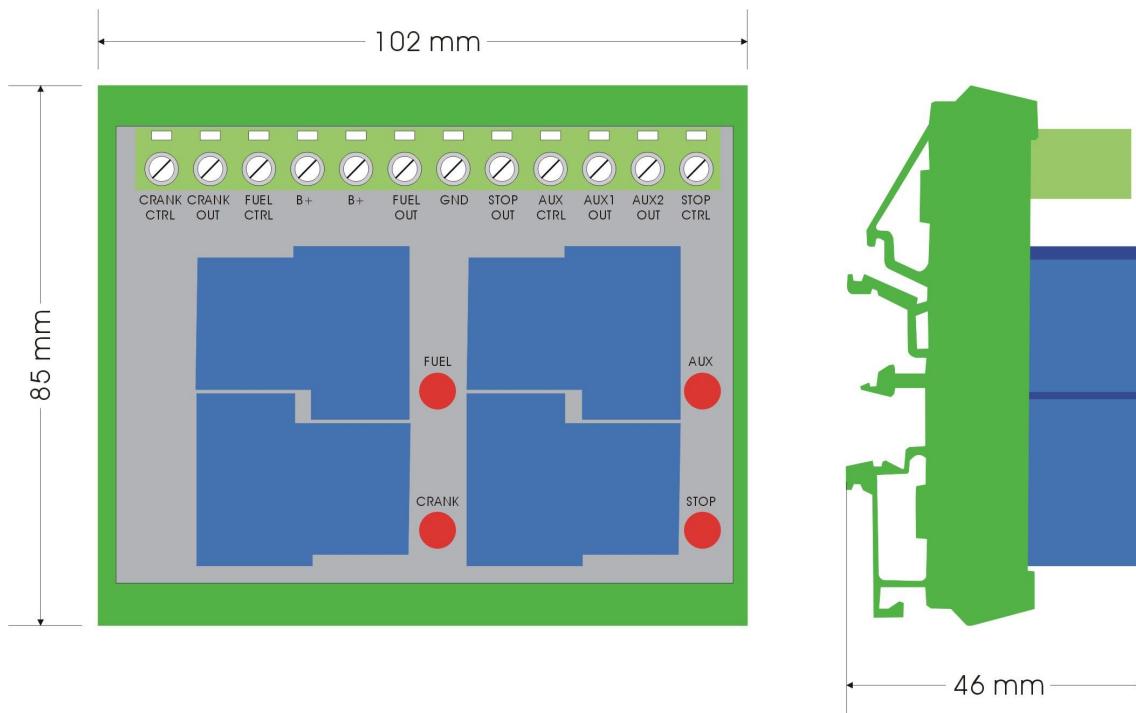 102 mm
85 mm
CRANK CTRL
CRANK OUT
FUEL CTRL
B+
B+
FUEL OUT
GND
STOP OUT
AUX CTRL
AUX1 OUT
AUX2 OUT
STOP CTRL
FUEL
AUX
CRANK
STOP
46 mm